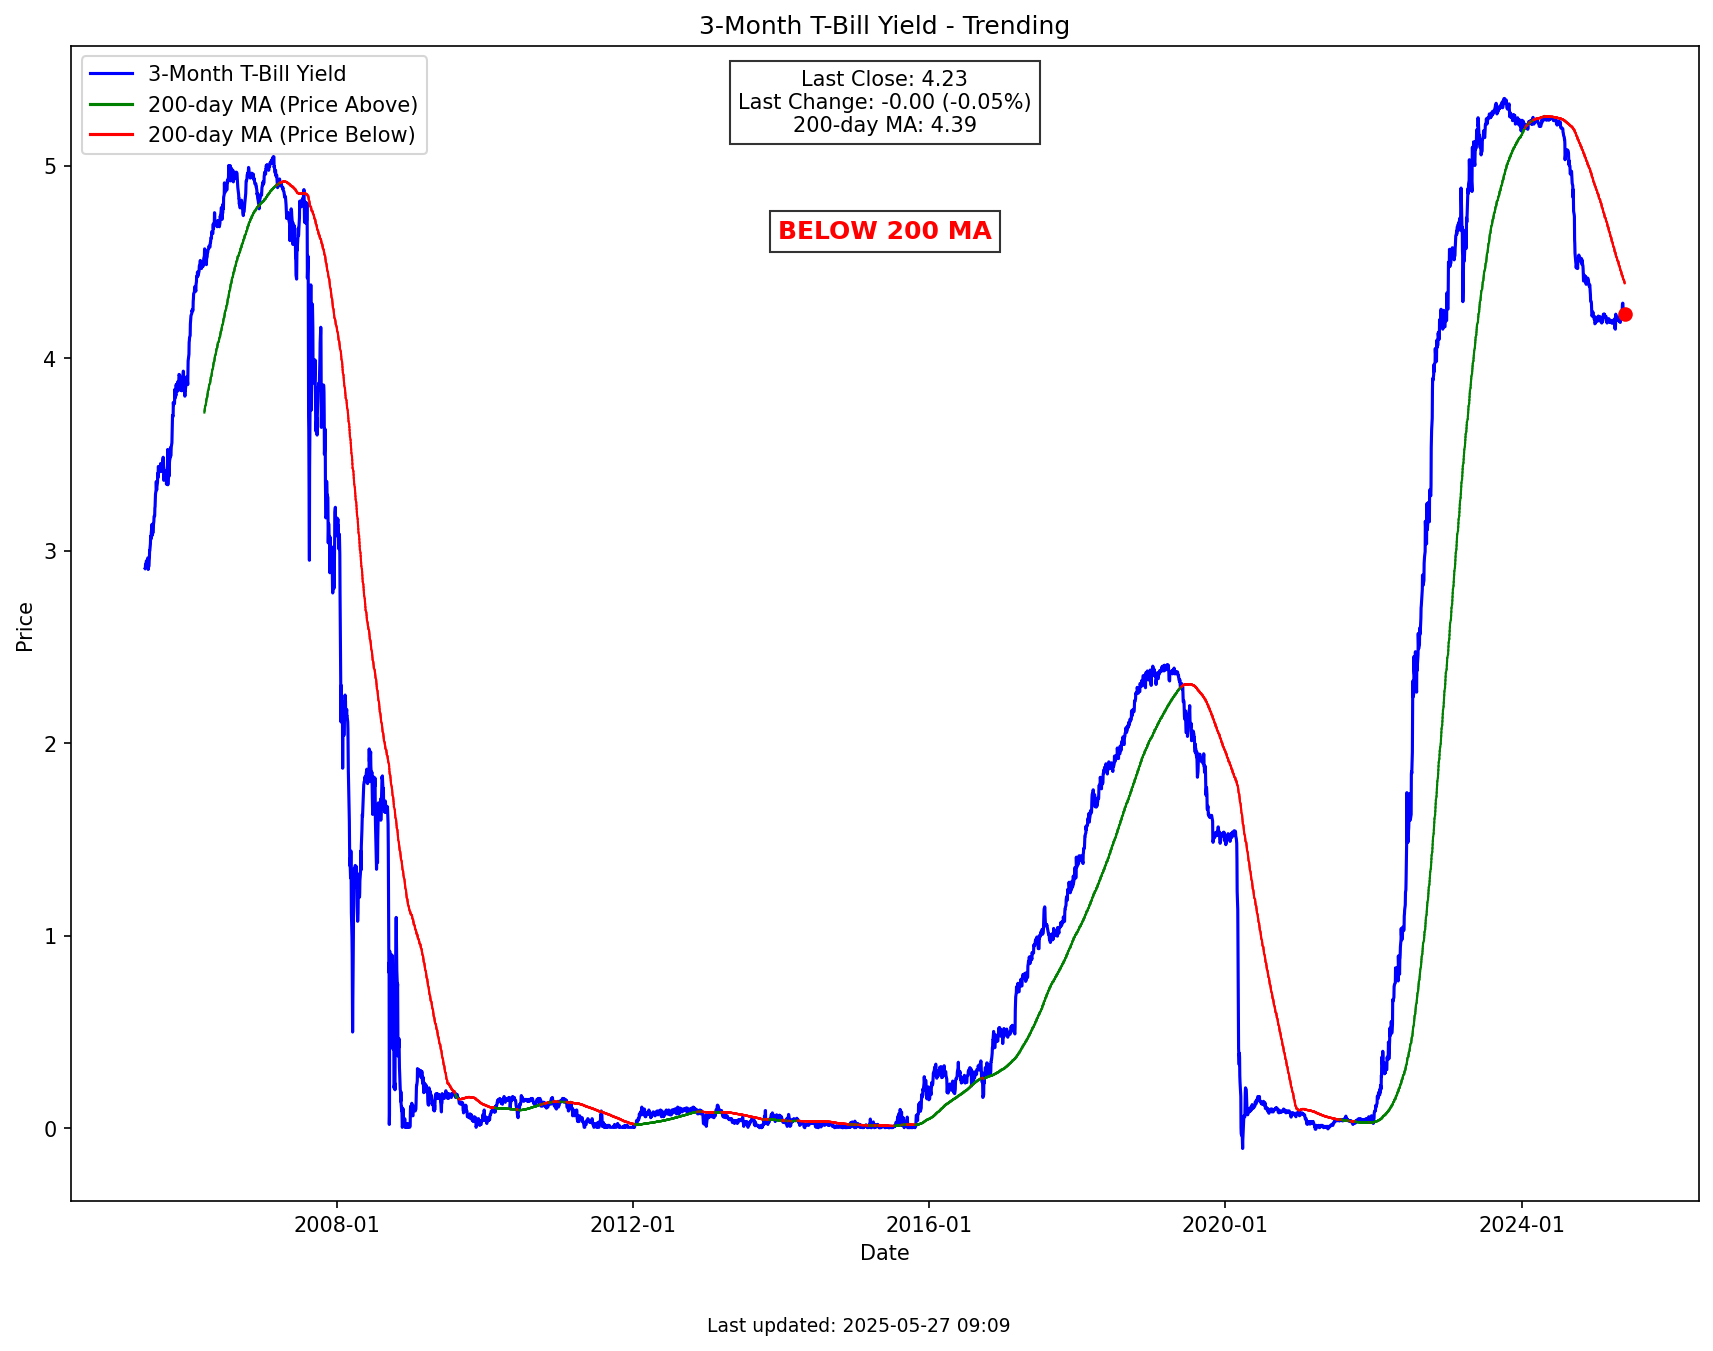 3-Month T-Bill Yield - Trending
3-Month T-Bill Yield
200-day MA (Price Above)
200-day MA (Price Below)
Last Close: 4.23
Last Change: -0.00 (-0.05%)
200-day MA: 4.39
BELOW 200 MA
Price
5
4
3
2
1
0
2008-01
2012-01
2016-01
2020-01
2024-01
Date
Last updated: 2025-05-27 09:09